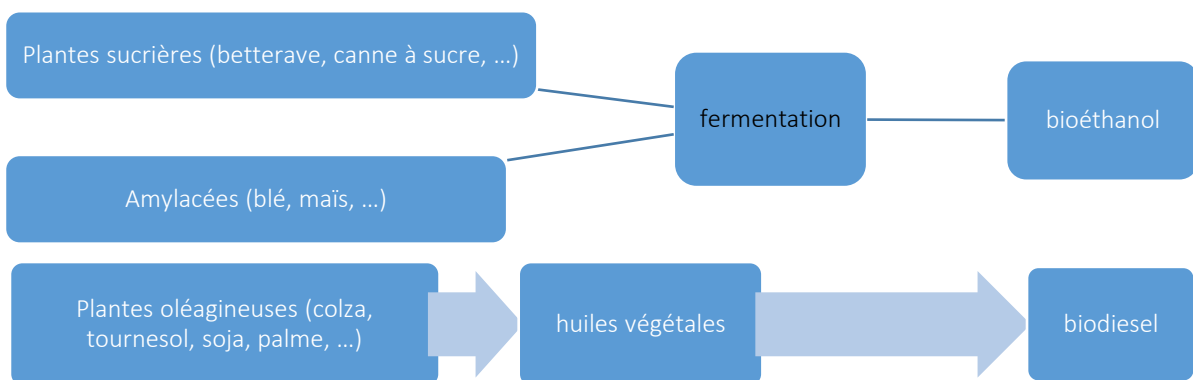 Plantes sucrières (betterave, canne à sucre, ...)
fermentation
bioéthanol
Amylacées (blé, maïs, ...)
Plantes oléagineuses (colza,
tournesol, soja, palme, ...)
huiles végétales
biodiesel